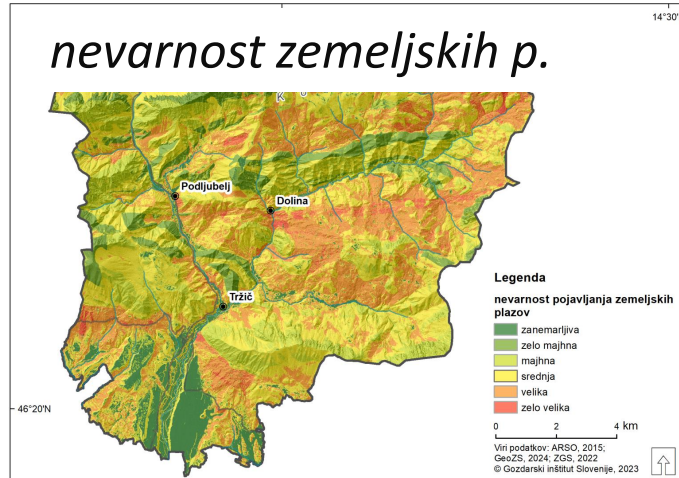 14°30'
nevarnost zemeljskih p.
K
Podljubelj
Dolina
Tržič
46°20'N
Legenda
nevarnost pojavljanja zemeljskih
plazov
zanemarljiva
zelo majhna
majhna
srednja
velika
zelo velika
0 2 4 km
Viri podatkov: ARSO, 2015;
GeoZS, 2024; ZGS, 2022
© Gozdarski inštitut Slovenije, 2023